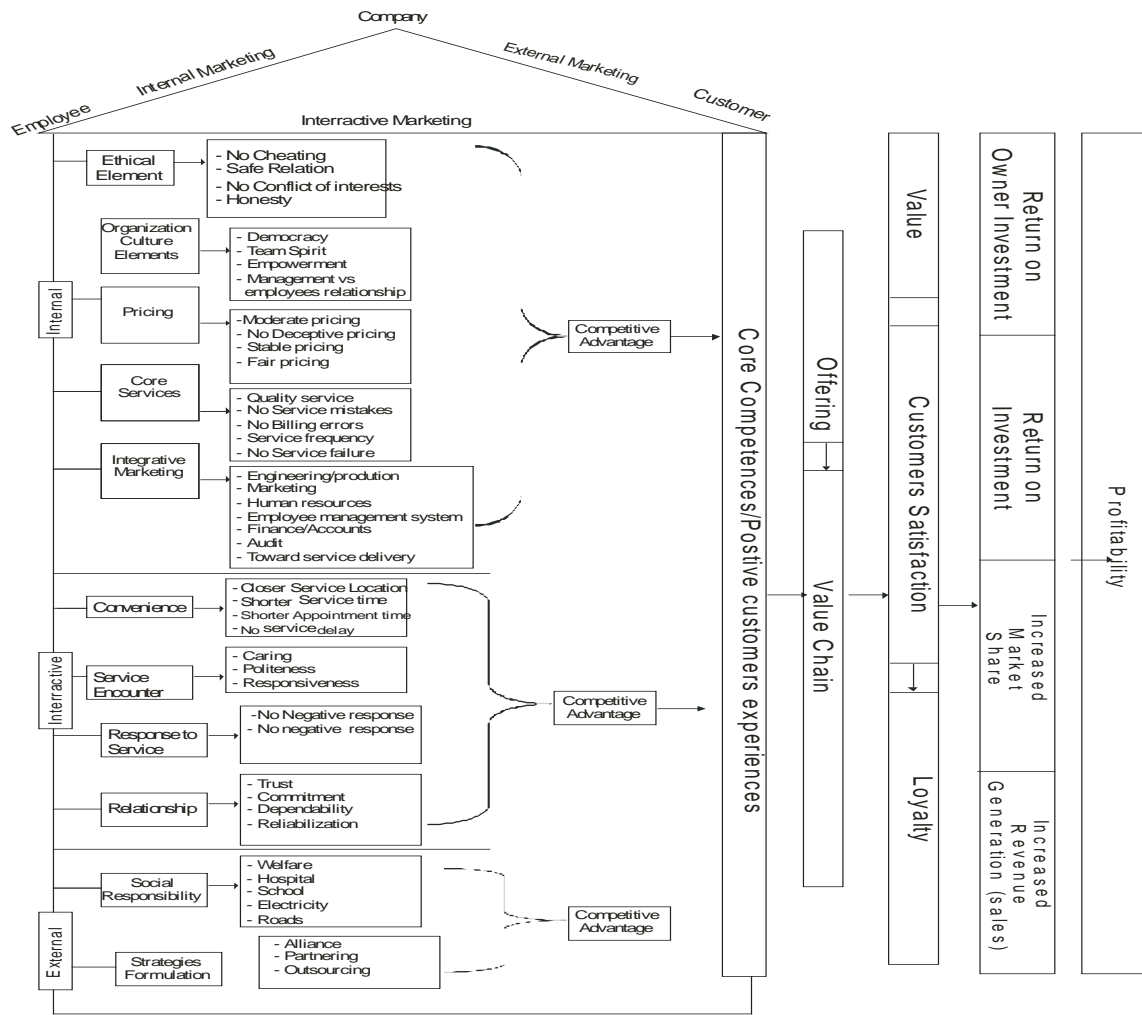 Company
Internal Marketing
External Marketing
Employee
Customer
Interractive Marketing
Internal
Ethical
Element
- No Cheating
- Safe Relation
- No Conflict of interests
- Honesty
Organization
Culture
Elements
- Democracy
- Team Spirit
- Empowerment
- Management vs
employees relationship
Pricing
-Moderate pricing
- No Deceptive pricing
- Stable pricing
- Fair pricing
Core
Services
- Quality service
- No Service mistakes
- No Billing errors
- Service frequency
- No Service failure
Integrative
Marketing
- Engineering/prodution
- Marketing
- Human resources
- Employee management system
- Finance/Accounts
- Audit
- Toward service delivery
Competitive
Advantage
Interractive
Convenience
- Closer Service Location
- Shorter Service time
- Shorter Appointment time
- No service delay
Service
Encounter
- Caring
- Politeness
- Responsiveness
Response to
Service
-No Negative response
- No negative response
Relationship
- Trust
- Commitment
- Dependability
- Reliabilization
Competitive
Advantage
External
Social
Responsibility
- Welfare
- Hospital
- School
- Electricity
- Roads
Strategies
Formulation
- Alliance
- Partnering
- Outsourcing
Competitive
Advantage
Core Competences/Postive customers experiences
Offering
Value Chain
Value
Customers Satisfaction
Loyalty
Return on
Owner Investment
Return on
Investment
Increased
Market
Share
Increased
Revenue
Generation (sales)
Profitability